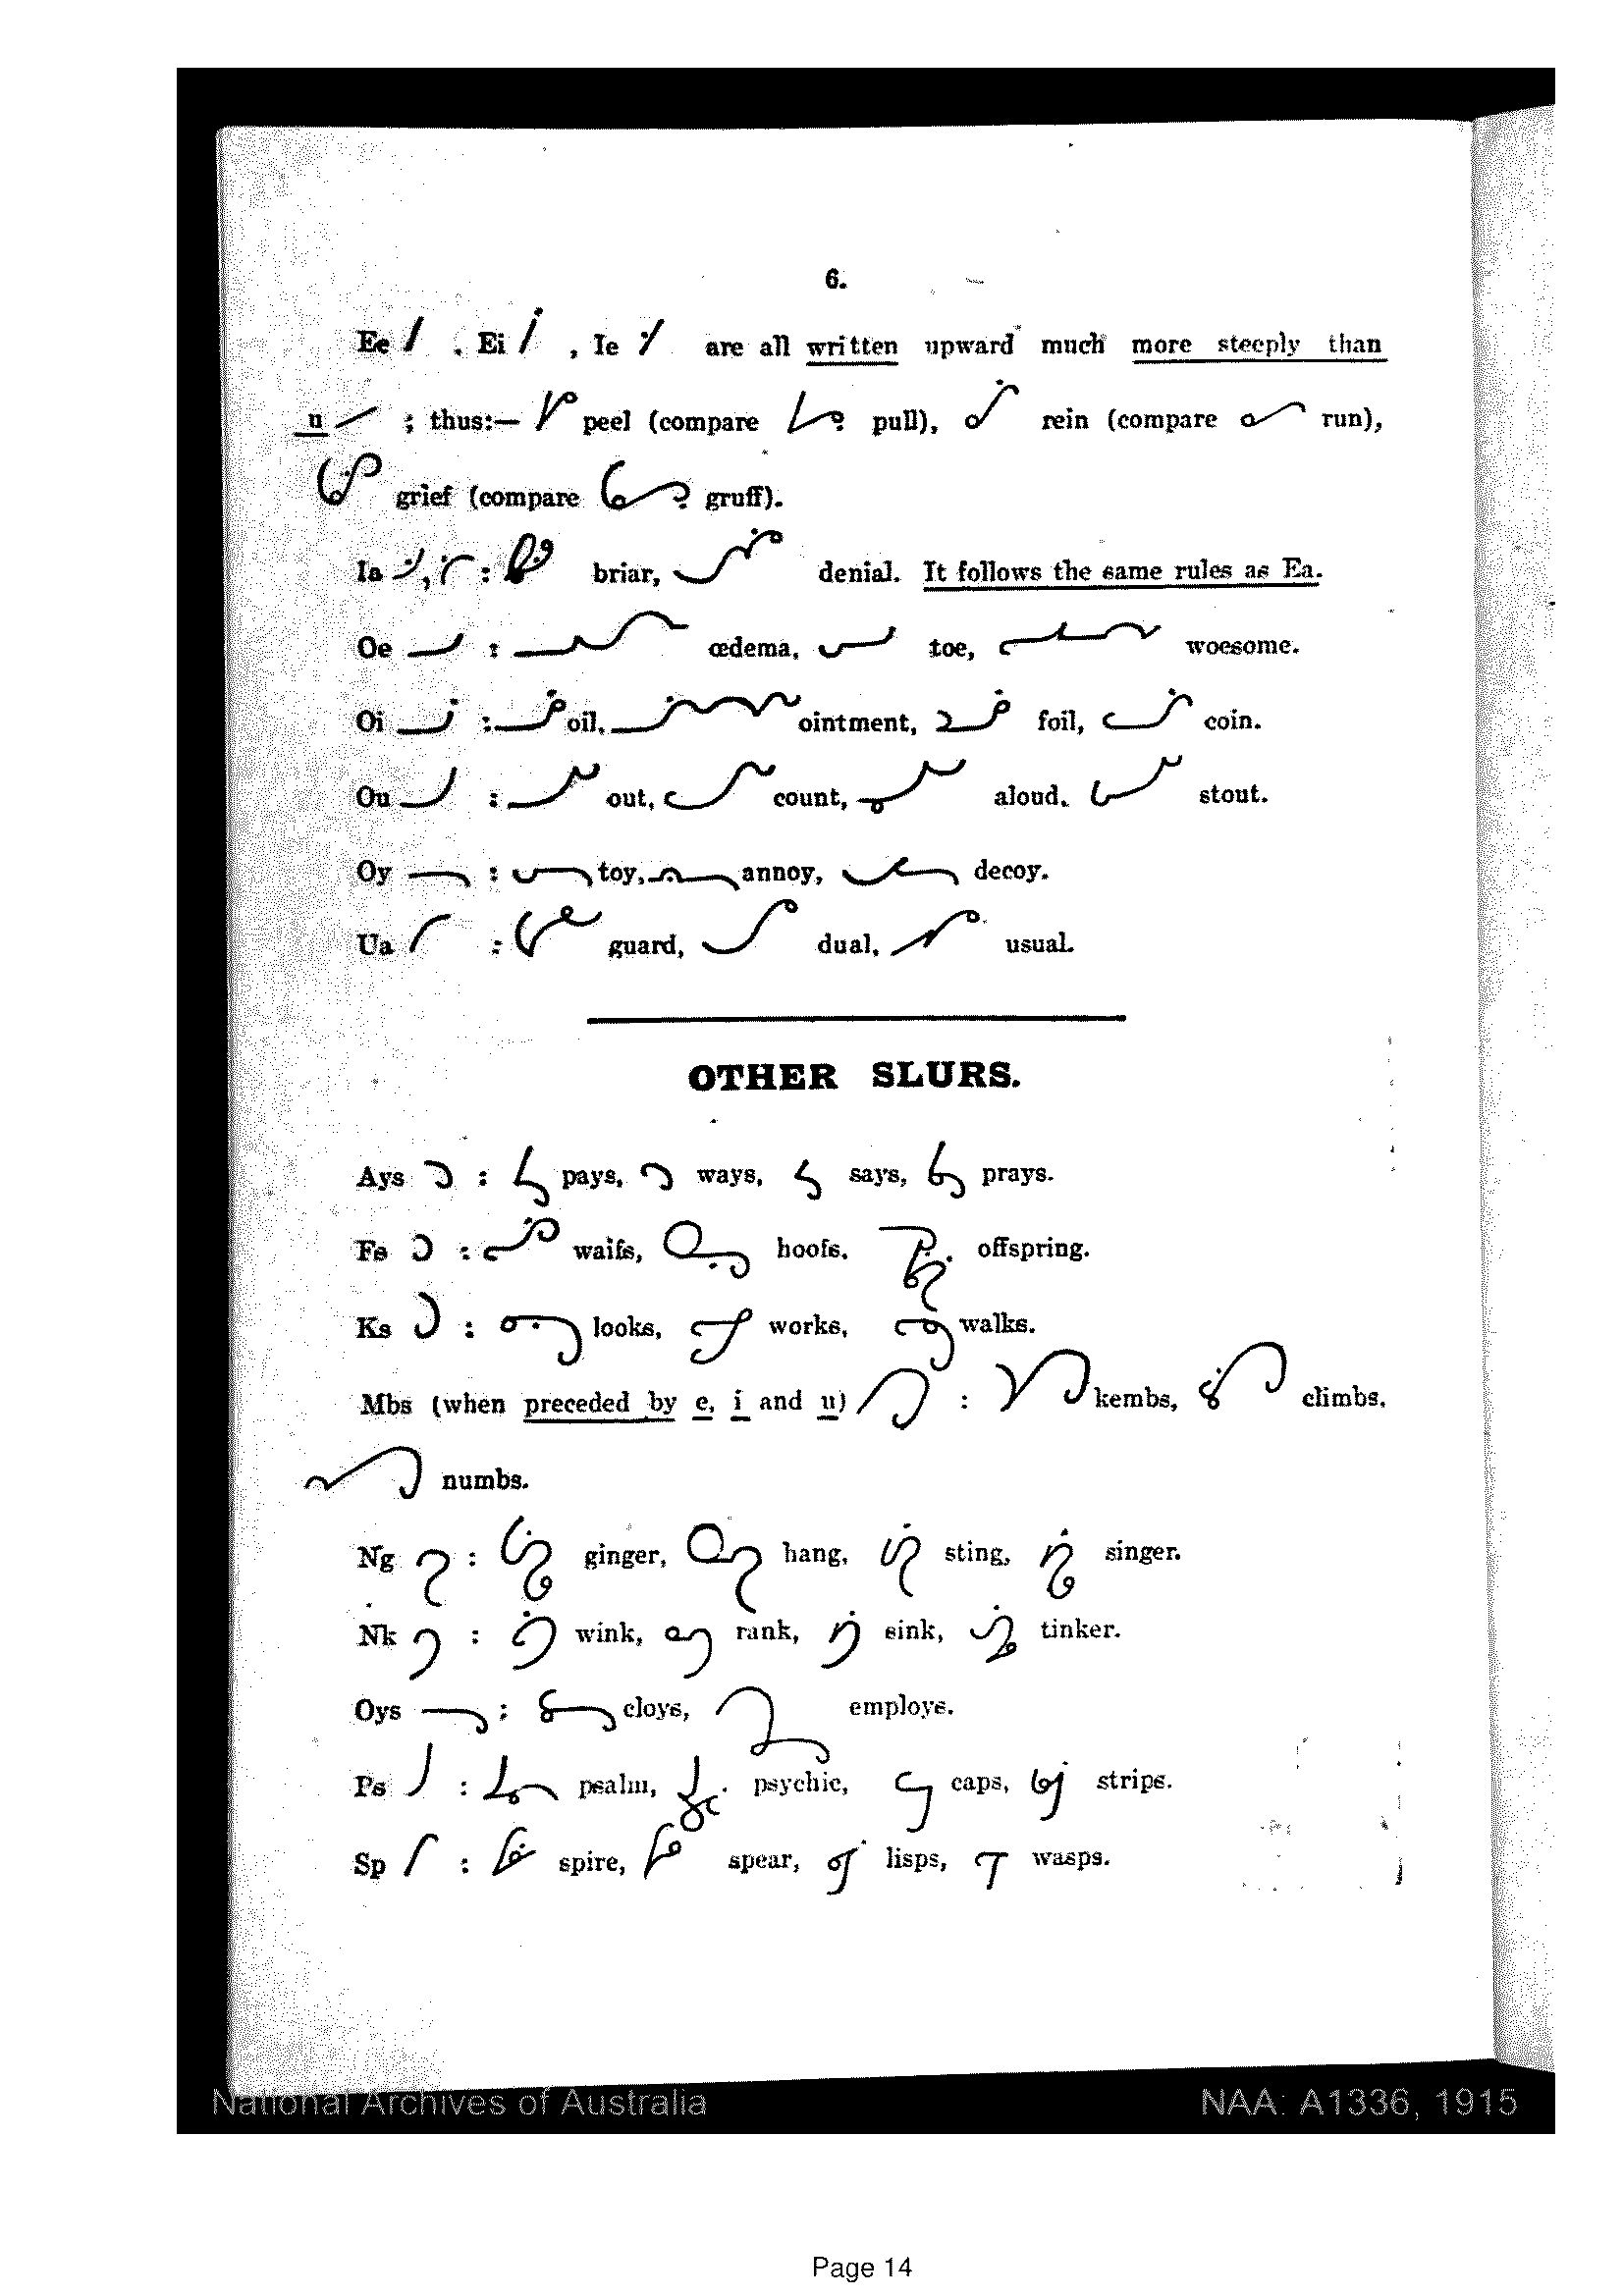 6.
Ee , Ei , Ie are all written upward much more steeply than
u ; thus:— peel (compare pull), rein (compare run),
grief (compare gruff).
Ia , : briar, denial. It follows the same rules as Ea.
Oe : œdema, toe, woesome.
Oi : oil, ointment, foil, coin.
Ou : out, count, aloud, stout.
Oy : toy, annoy, decoy.
Ua : guard, dual, usual.
OTHER SLURS.
Ays : pays, ways, says, prays.
Fs : waifs, hoofs, offspring.
Ks : looks, works, walks.
Mbs (when preceded by e, i and u) : kembs, climbs,
numbs.
Ng : ginger, hang, sting, singer.
Nk : wink, rank, sink, tinker.
Oys : cloys, employs.
Ps : psalm, psychic, caps, strips.
Sp : spire, spear, lisps, wasps.
National Archives of Australia NAA: A1336, 1915
Page 14